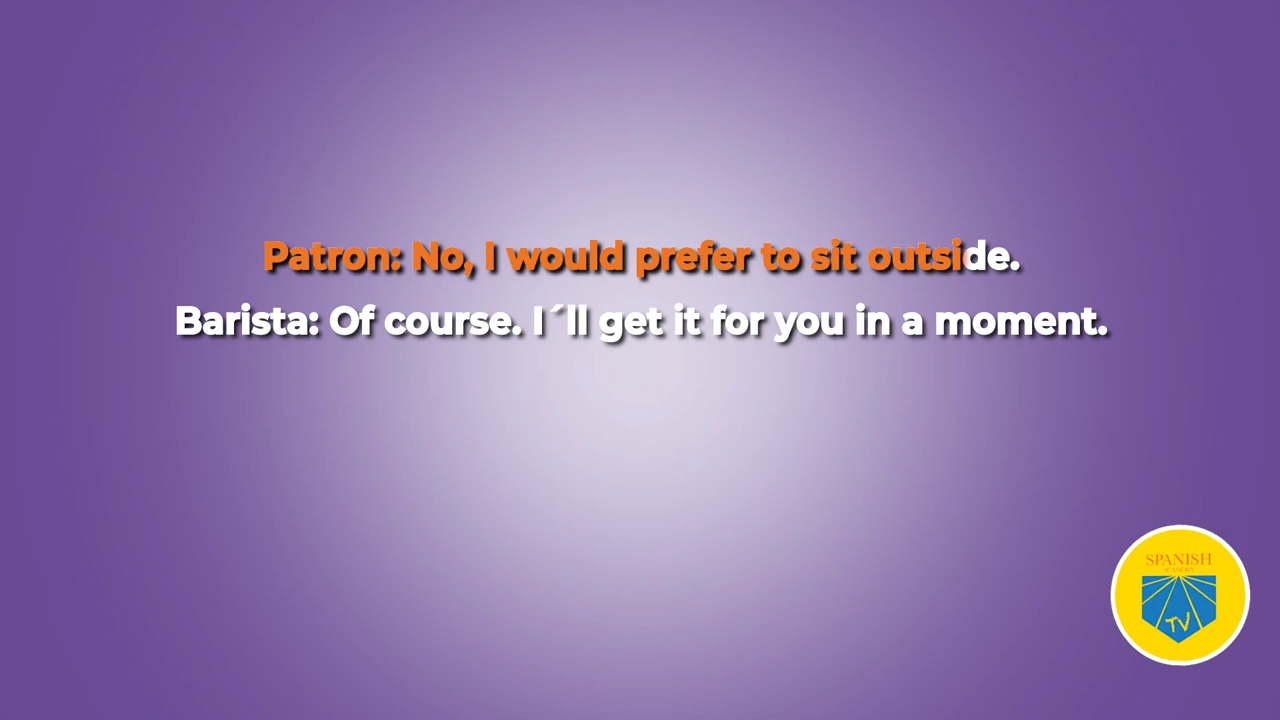 Patron: No, I would prefer to sit outside.
Barista: Of course. I´ll get it for you in a moment.
SPANISH
ACADEMY
TV